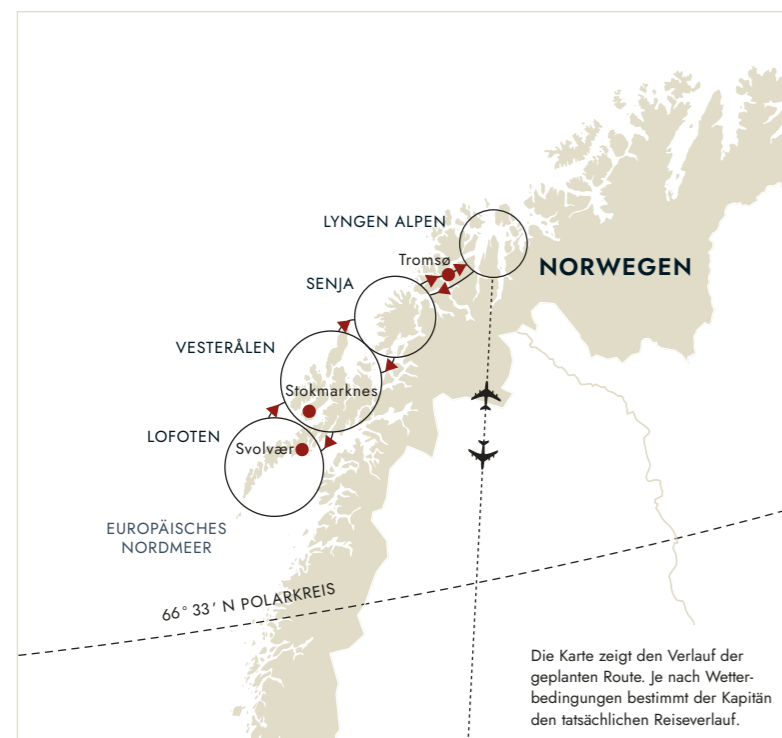 LYNGEN ALPEN
Tromsø
NORWEGEN
SENJA
VESTERÅLEN
Stokmarknes
LOFOTEN
Svolvær
EUROPÄISCHES
NORDMEER
66° 33’ N POLARKREIS
Die Karte zeigt den Verlauf der
geplanten Route. Je nach Wetter-
bedingungen bestimmt der Kapitän
den tatsächlichen Reiseverlauf.